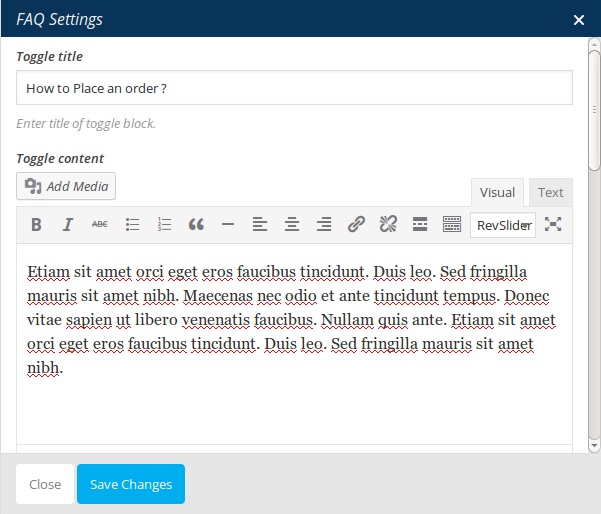 FAQ Settings
Toggle title
How to Place an order ?
Enter title of toggle block.
Toggle content
Add Media
Visual Text
B I ABC RevSlider
Etiam sit amet orci eget eros faucibus tincidunt. Duis leo. Sed fringilla
mauris sit amet nibh. Maecenas nec odio et ante tincidunt tempus. Donec
vitae sapien ut libero venenatis faucibus. Nullam quis ante. Etiam sit amet
orci eget eros faucibus tincidunt. Duis leo. Sed fringilla mauris sit amet
nibh.
Close Save Changes